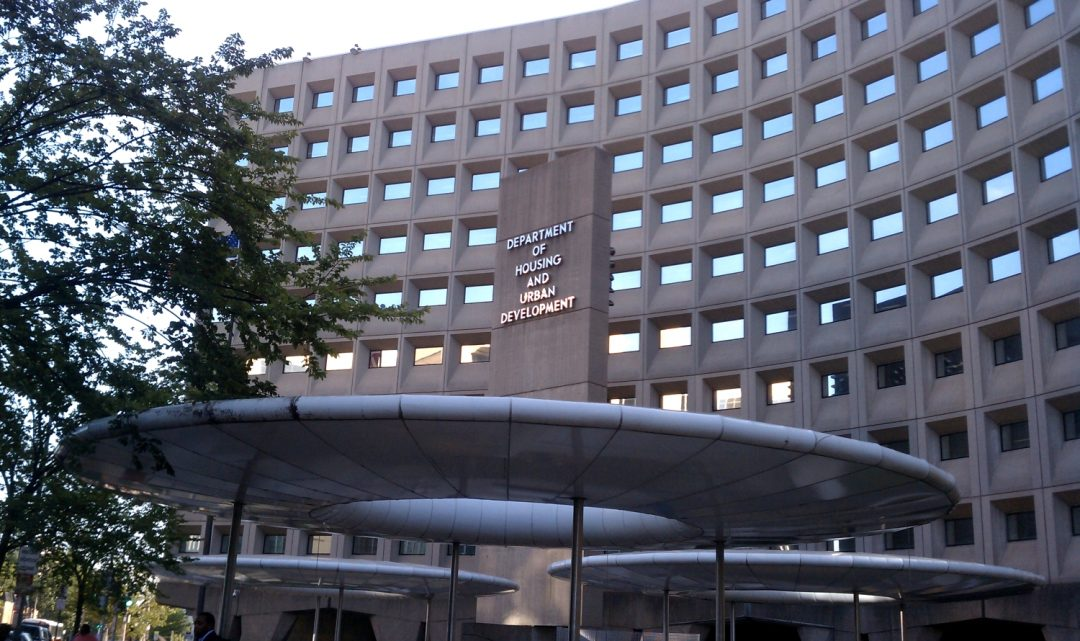 DEPARTMENT
OF
HOUSING
AND
URBAN
DEVELOPMENT